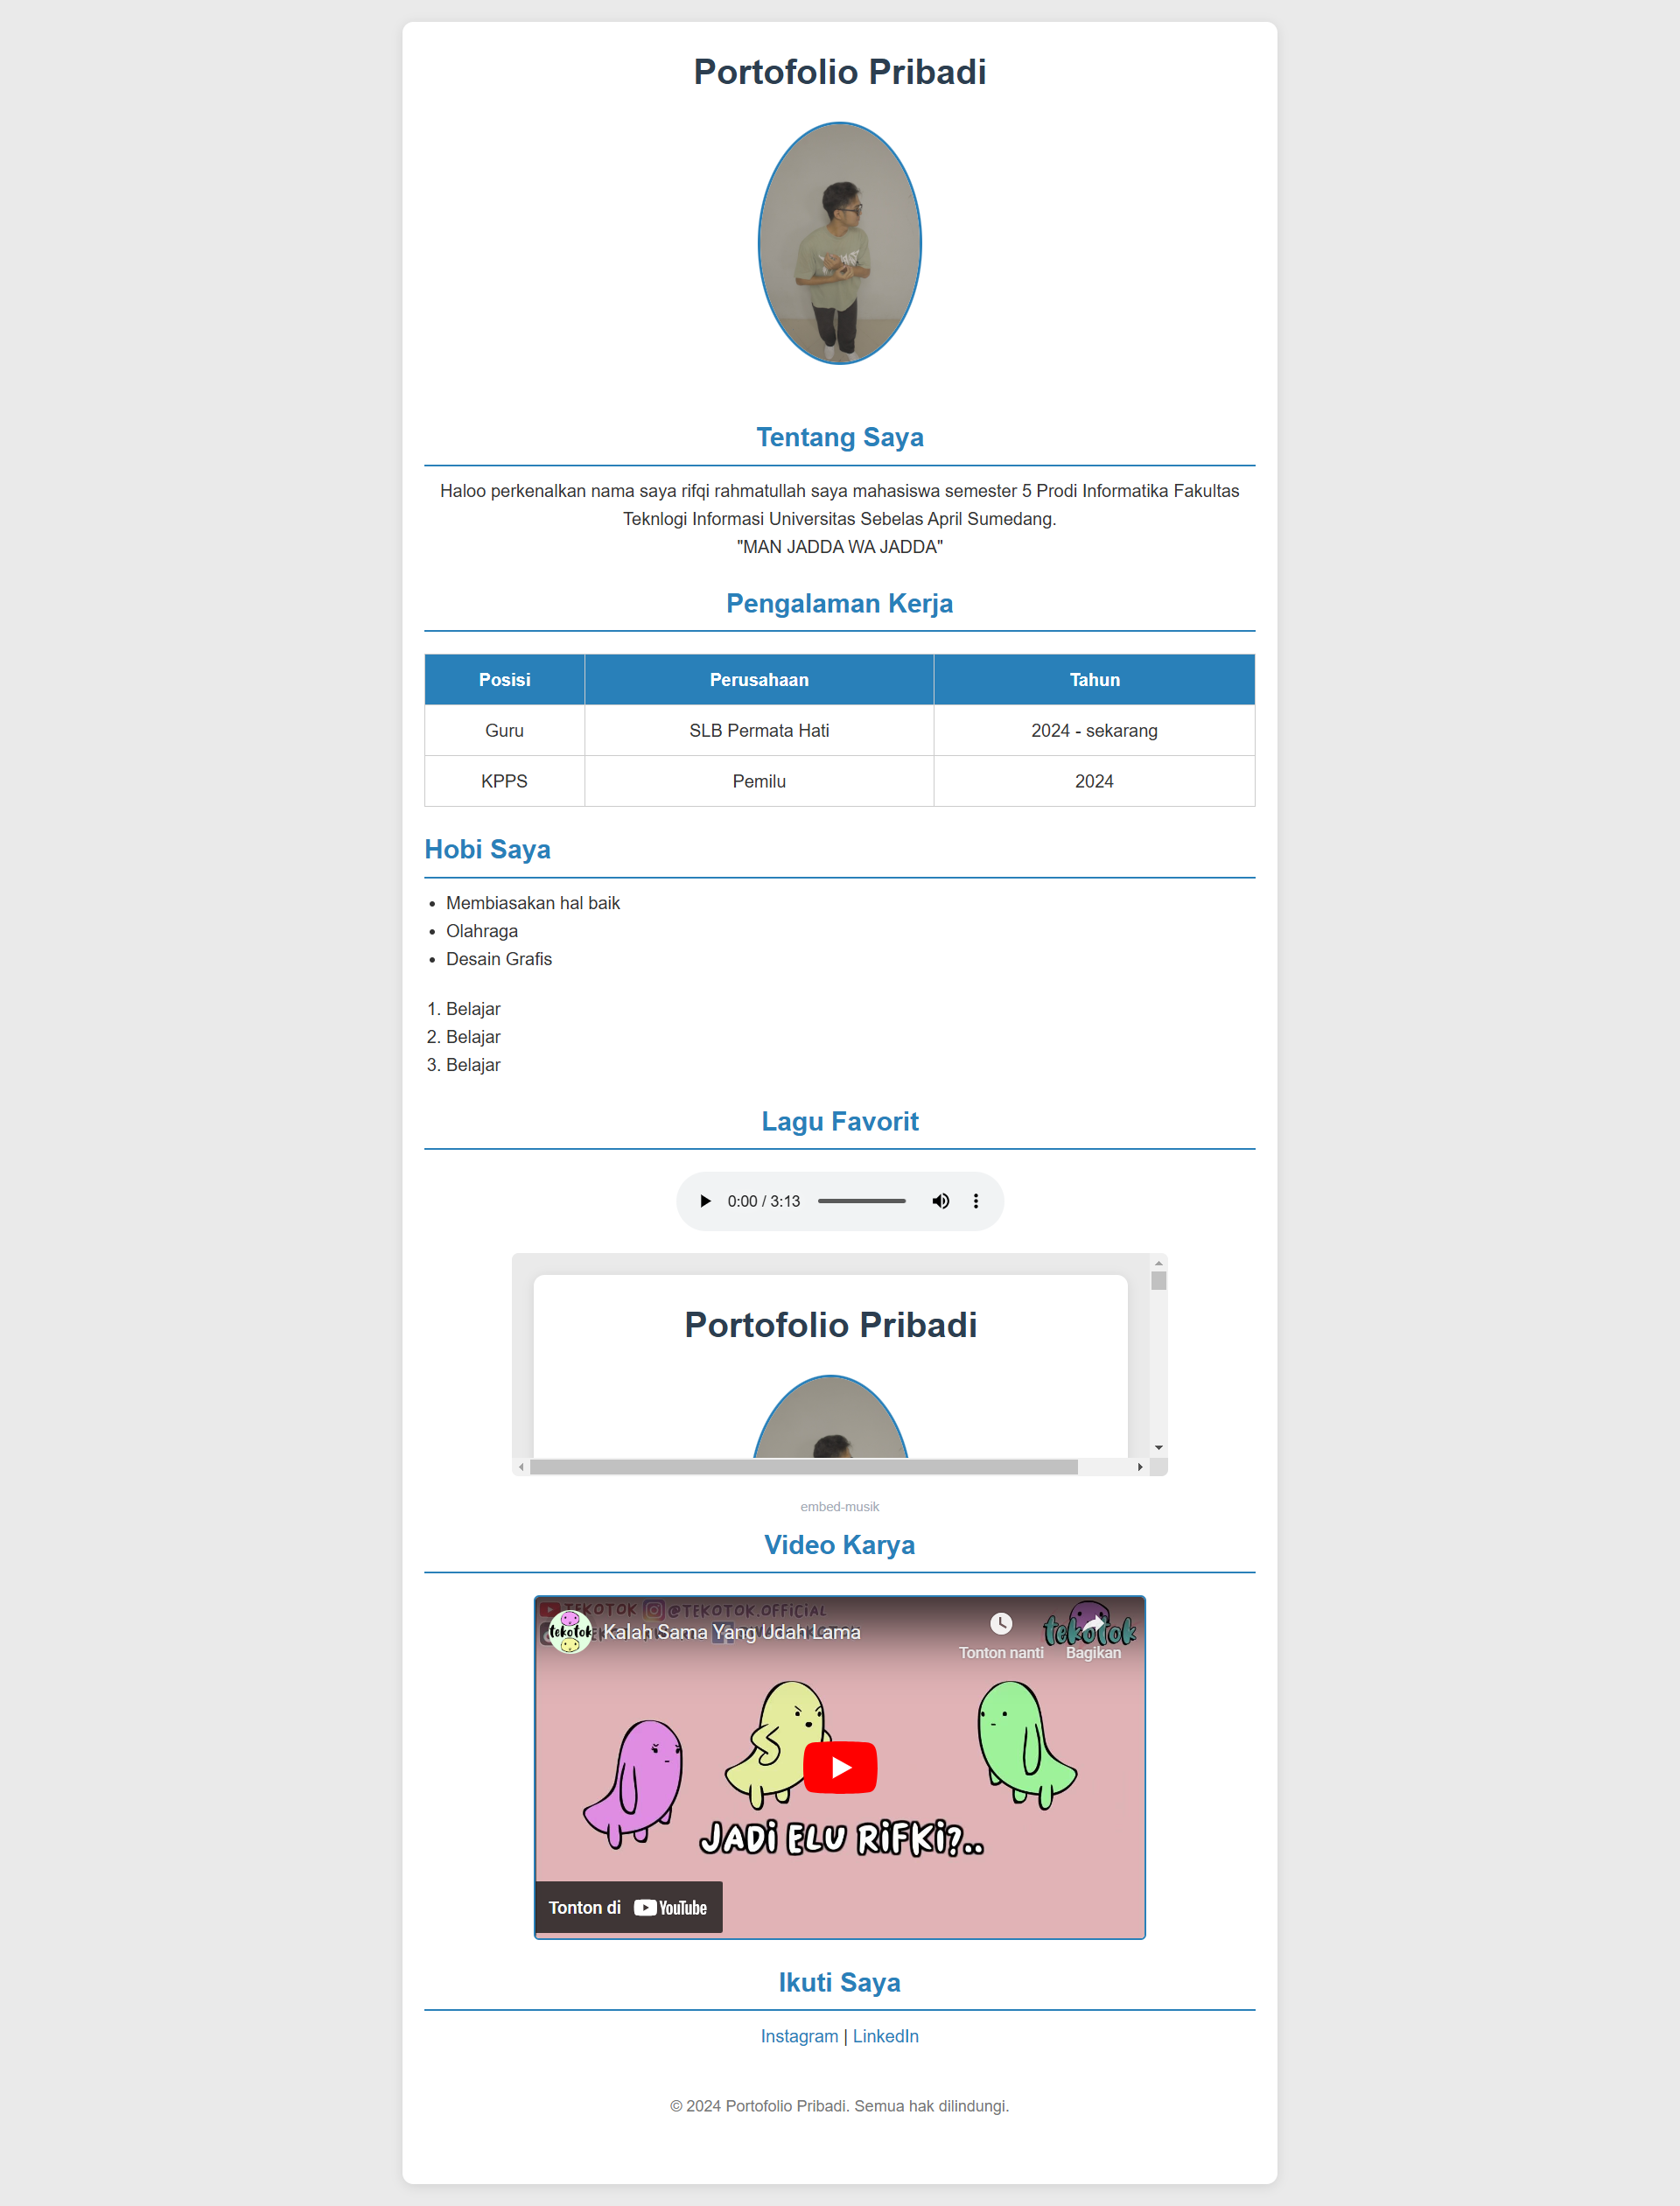 Portofolio Pribadi
Tentang Saya
Haloo perkenalkan nama saya rifqi rahmatullah saya mahasiswa semester 5 Prodi Informatika Fakultas
Teknlogi Informasi Universitas Sebelas April Sumedang.
"MAN JADDA WA JADDA"
Pengalaman Kerja
Posisi Perusahaan Tahun
Guru SLB Permata Hati 2024 - sekarang
KPPS Pemilu 2024
Hobi Saya
• Membiasakan hal baik
• Olahraga
• Desain Grafis
1. Belajar
2. Belajar
3. Belajar
Lagu Favorit
0:00 / 3:13
Portofolio Pribadi
embed-musik
Video Karya
TEKOTOK @TEKOTOK.OFFICIAL
tekotok Kalah Sama Yang Udah Lama
tekotok
Tonton nanti Bagikan
JADI ELU RIFKI?..
Tonton di YouTube
Ikuti Saya
Instagram | LinkedIn
© 2024 Portofolio Pribadi. Semua hak dilindungi.